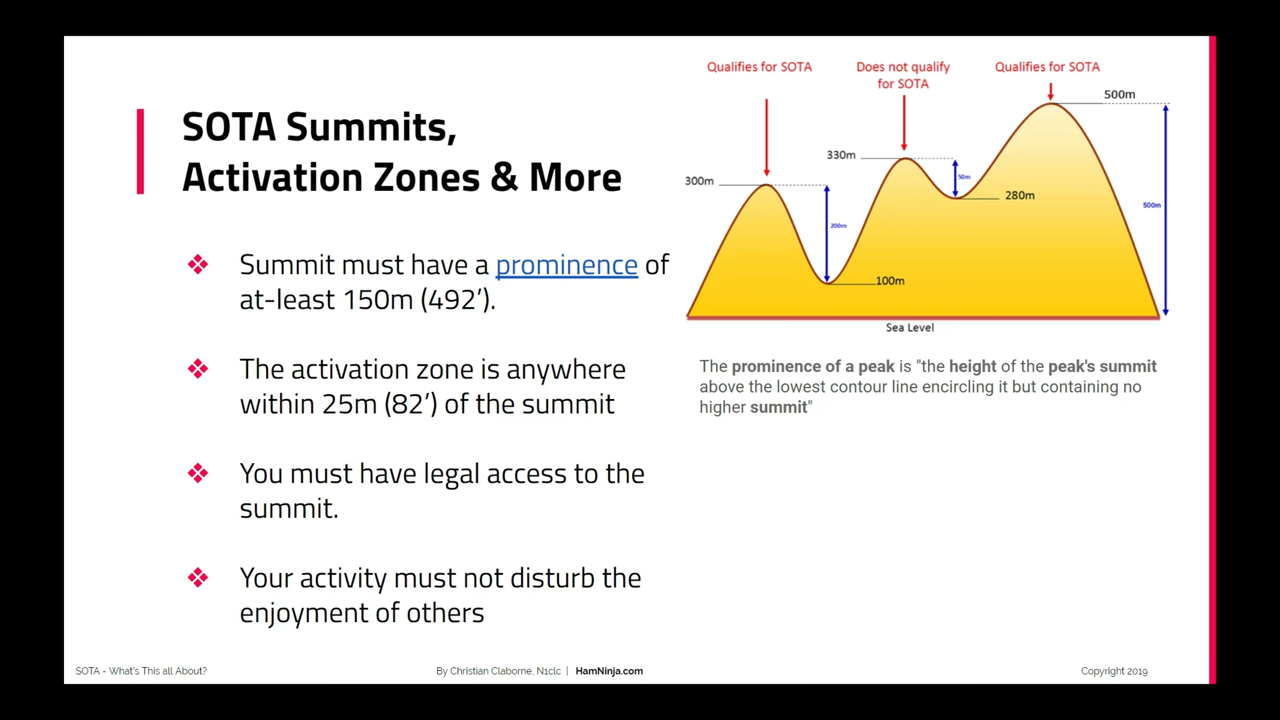 SOTA Summits,
Activation Zones & More
❖ Summit must have a prominence of
at-least 150m (492’).
❖ The activation zone is anywhere
within 25m (82’) of the summit
❖ You must have legal access to the
summit.
❖ Your activity must not disturb the
enjoyment of others
Qualifies for SOTA
Does not qualify
for SOTA
Qualifies for SOTA
500m
330m
300m
50m
280m
200m
500m
100m
Sea Level
The prominence of a peak is "the height of the peak's summit
above the lowest contour line encircling it but containing no
higher summit"
SOTA - What's This all About?
By Christian Claborne, N1clc | HamNinja.com
Copyright 2019